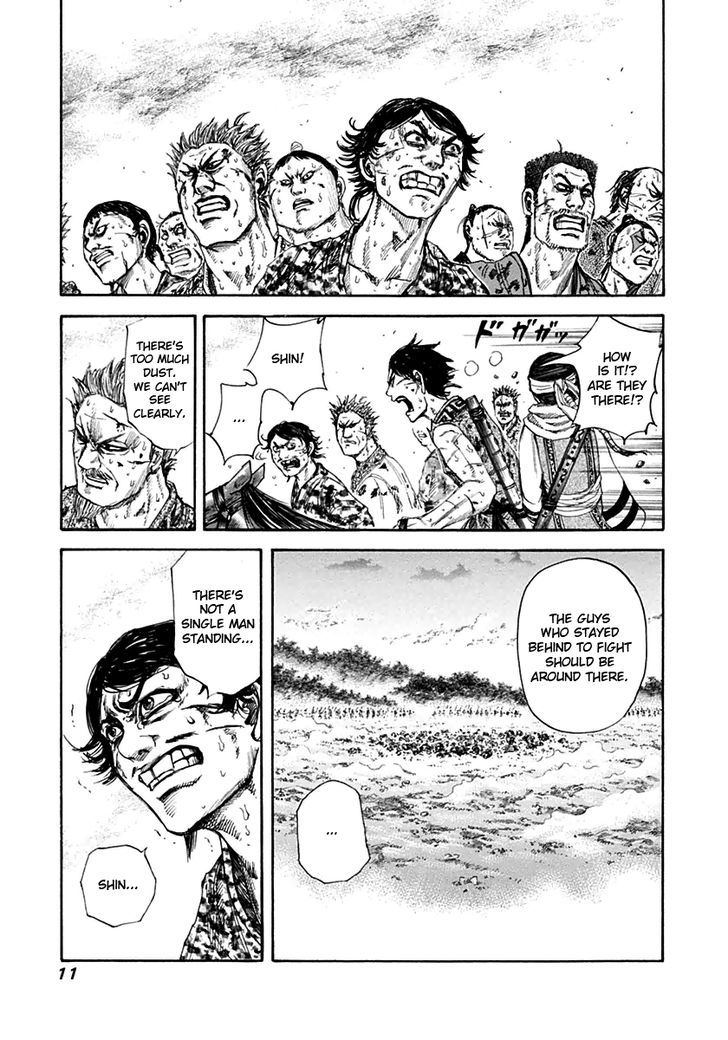 HOW
IS IT!?
ARE THEY
THERE!?
ドガガッ
SHIN!
...
THERE'S
TOO MUCH
DUST.
WE CAN'T
SEE
CLEARLY.
THE GUYS
WHO STAYED
BEHIND TO FIGHT
SHOULD BE
AROUND THERE.
...
THERE'S
NOT A
SINGLE MAN
STANDING...
SHIN...
11